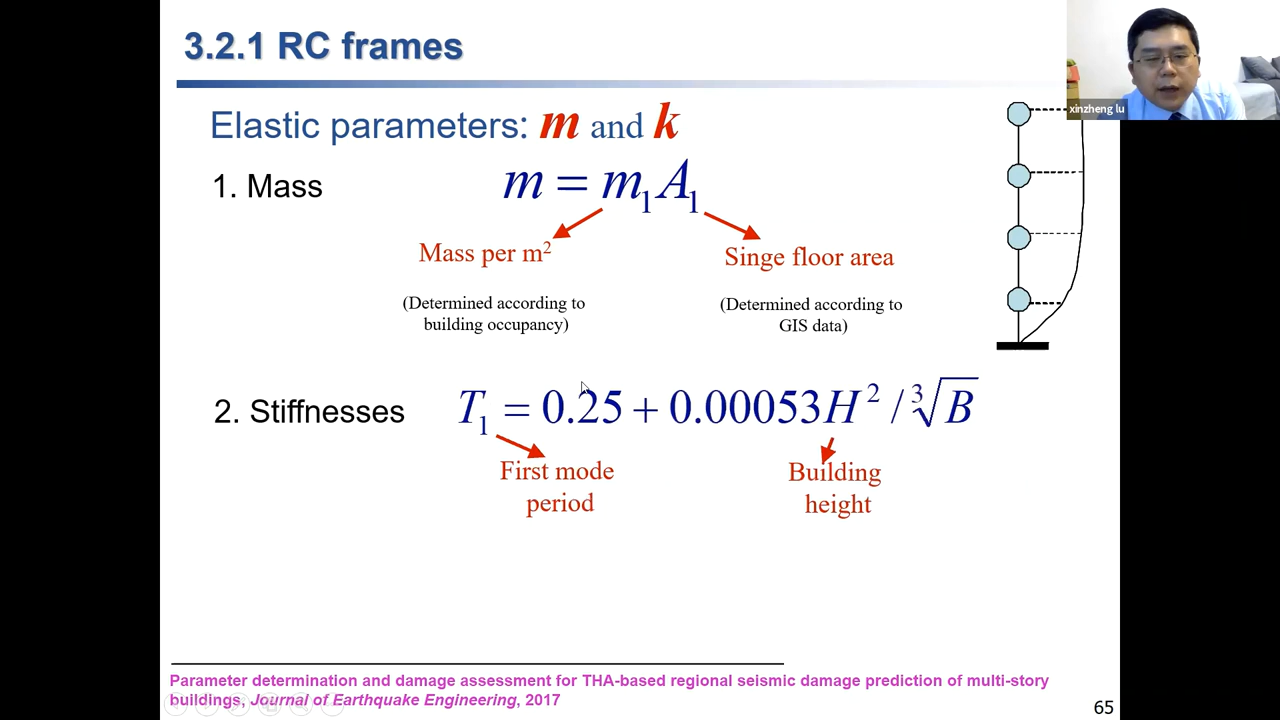 3.2.1 RC frames
xinzheng lu
Elastic parameters: m and k
1. Mass
m = m₁A₁
Mass per m²
Singe floor area
(Determined according to
building occupancy)
(Determined according to
GIS data)
2. Stiffnesses
T₁ = 0.25 + 0.00053H² / ∛B
First mode
period
Building
height
Parameter determination and damage assessment for THA-based regional seismic damage prediction of multi-story
buildings, Journal of Earthquake Engineering, 2017
65